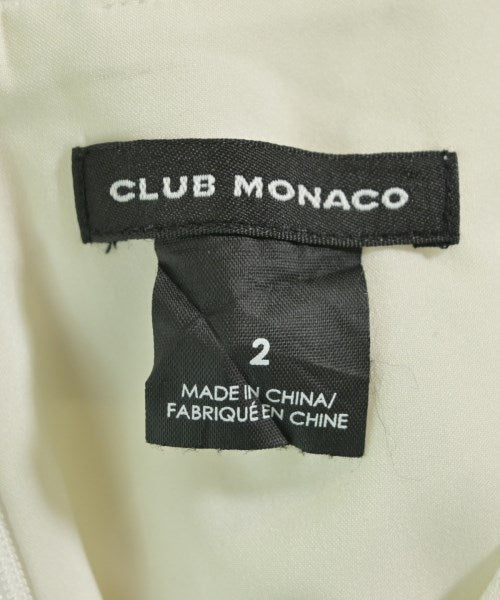 CLUB MONACO
2
MADE IN CHINA/
FABRIQUÉ EN CHINE